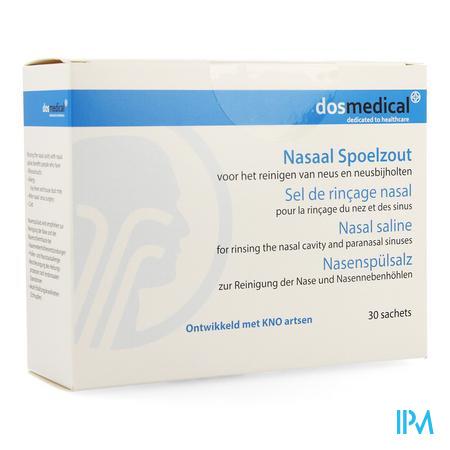 dosmedical
dosmedical
dedicated to healthcare
Nasaal Spoelzout
voor het reinigen van neus en neusbijholten
Sel de rinçage nasal
pour la rinçage du nez et des sinus
Nasal saline
for rinsing the nasal cavity and paranasal sinuses
Nasenspülsalz
zur Reinigung der Nase und Nasennebenhöhlen
Ontwikkeld met KNO artsen
30 sachets
IPM